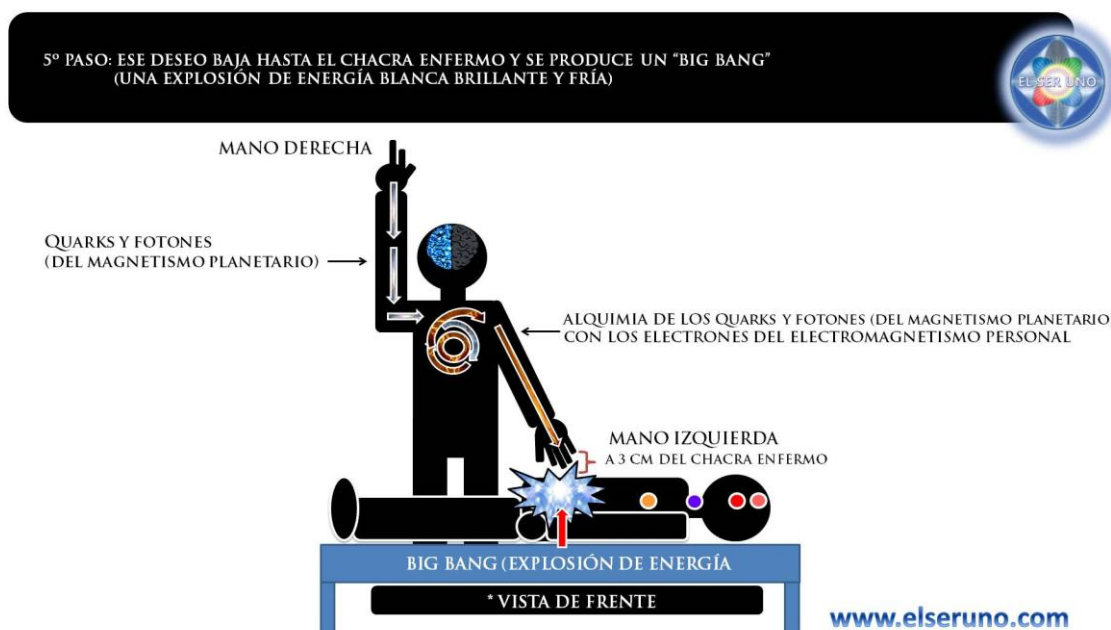 5º PASO: ESE DESEO BAJA HASTA EL CHACRA ENFERMO Y SE PRODUCE UN “BIG BANG”
(UNA EXPLOSIÓN DE ENERGÍA BLANCA BRILLANTE Y FRÍA)
EL SER UNO
MANO DERECHA
QUARKS Y FOTONES
(DEL MAGNETISMO PLANETARIO)
ALQUIMIA DE LOS QUARKS Y FOTONES (DEL MAGNETISMO PLANETARIO
CON LOS ELECTRONES DEL ELECTROMAGNETISMO PERSONAL
MANO IZQUIERDA
A 3 CM DEL CHACRA ENFERMO
BIG BANG (EXPLOSIÓN DE ENERGÍA
* VISTA DE FRENTE
www.elseruno.com